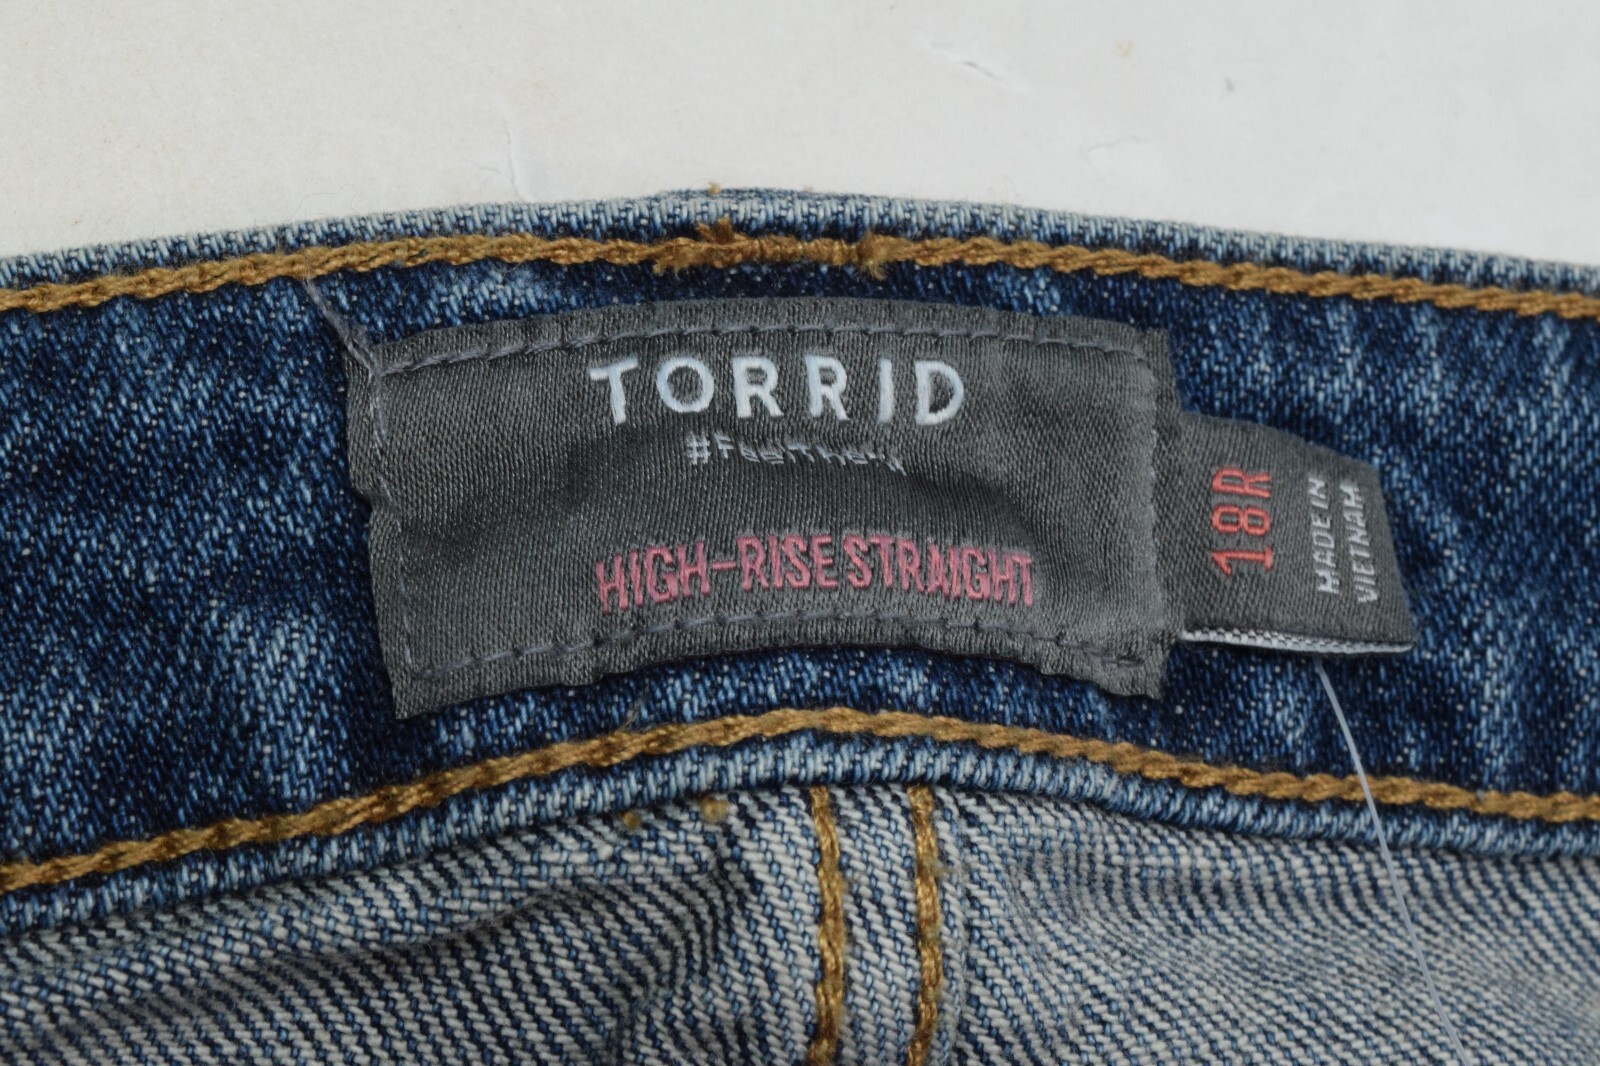 TORRID
HIGH-RISE STRAIGHT
18R
MADE IN
VIETNAM